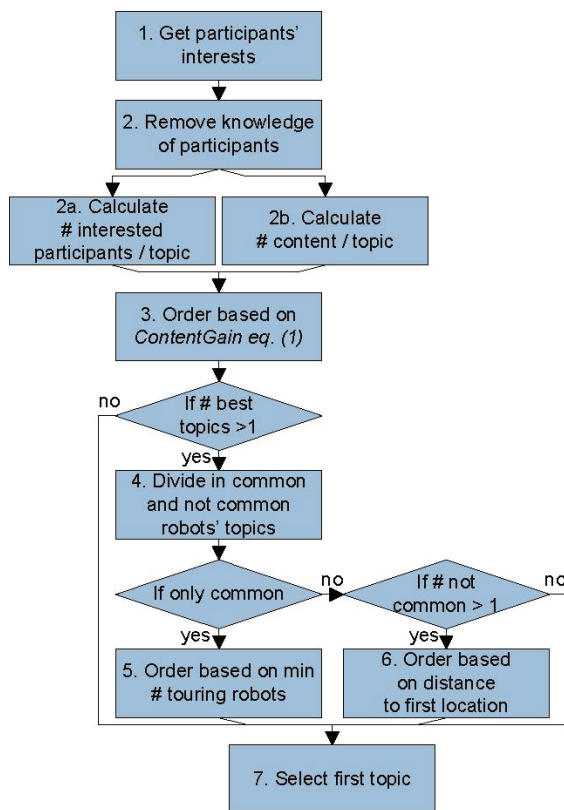 1. Get participants'
interests
2. Remove knowledge
of participants
2a. Calculate
# interested
participants / topic
2b. Calculate
# content / topic
3. Order based on
ContentGain eq. (1)
no
If # best
topics >1
yes
4. Divide in common
and not common
robots' topics
If only common
no
If # not
common > 1
no
yes
yes
5. Order based on min
# touring robots
6. Order based
on distance
to first location
7. Select first topic